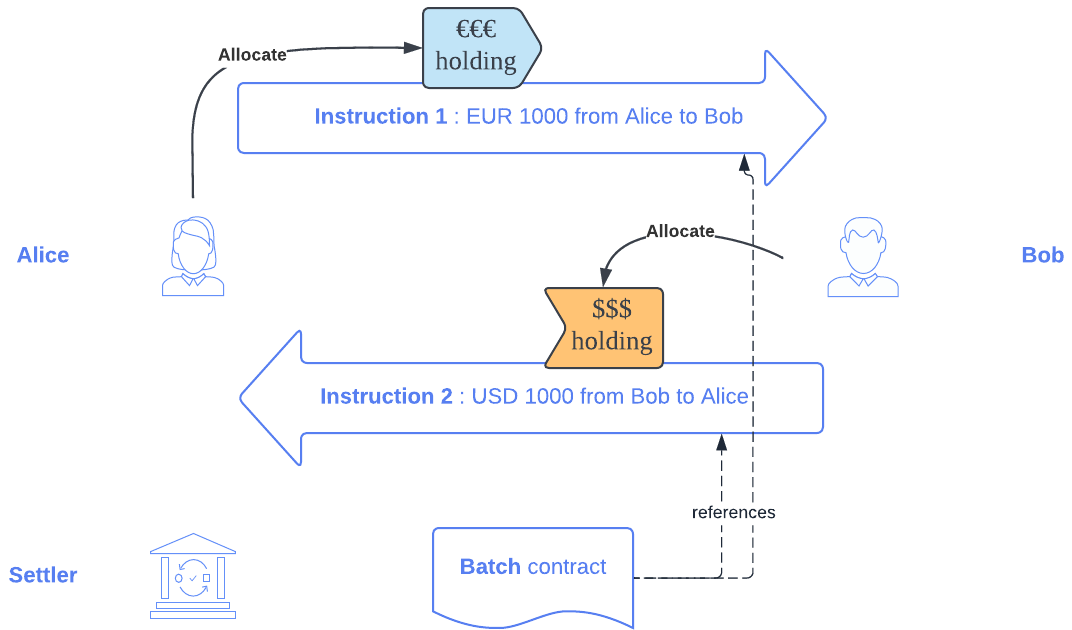 €€€
holding
Allocate
Instruction 1 : EUR 1000 from Alice to Bob
Alice
Allocate
Bob
$$$
holding
Instruction 2 : USD 1000 from Bob to Alice
references
Batch contract
Settler